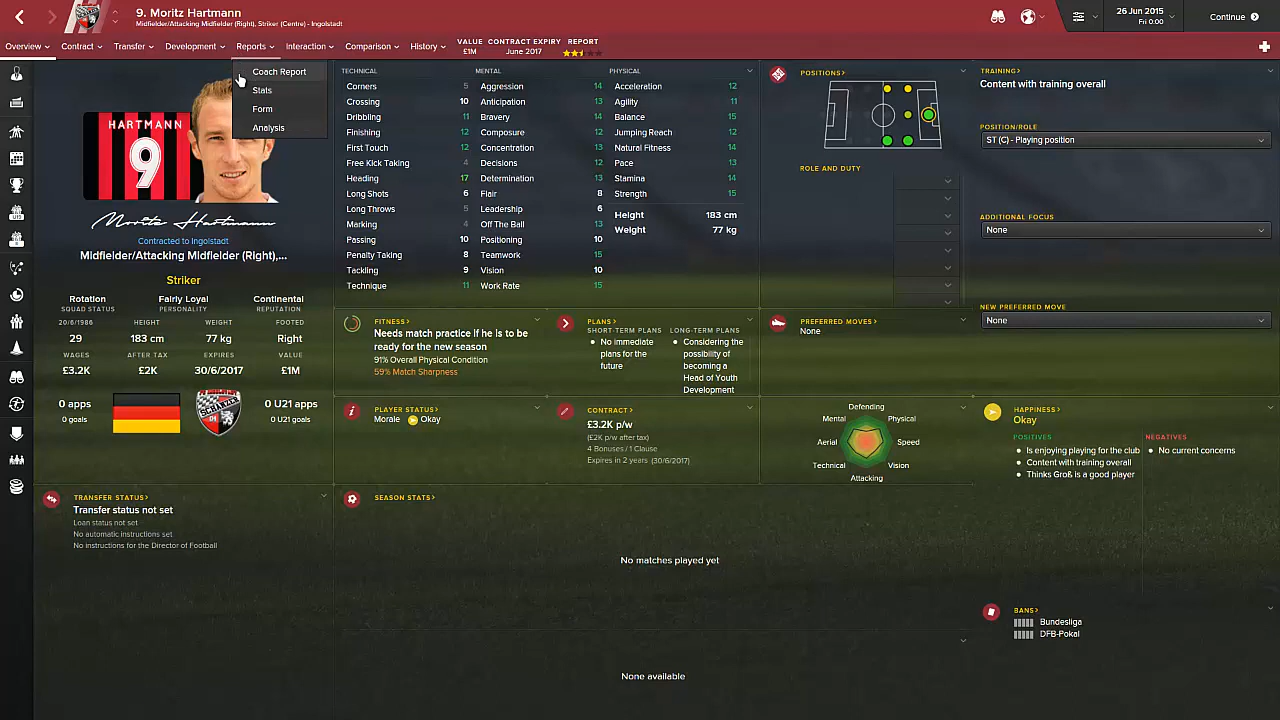 9. Moritz Hartmann
Midfielder/Attacking Midfielder (Right), Striker (Centre) - Ingolstadt
26 Jun 2015
Fri 0:00
Continue
Overview
Contract
Transfer
Development
Reports
Interaction
Comparison
History
VALUE
£1M
CONTRACT EXPIRY
June 2017
REPORT
Coach Report
Stats
Form
Analysis
HARTMANN
9
Moritz Hartmann
Contracted to Ingolstadt
Midfielder/Attacking Midfielder (Right),...
Striker
Rotation
SQUAD STATUS
Fairly Loyal
PERSONALITY
Continental
REPUTATION
20/6/1986
29
HEIGHT
183 cm
WEIGHT
77 kg
FOOTED
Right
WAGES
£3.2K
AFTER TAX
£2K
EXPIRES
30/6/2017
VALUE
£1M
0 apps
0 goals
0 U21 apps
0 U21 goals
TECHNICAL
Corners 5
Crossing 10
Dribbling 11
Finishing 12
First Touch 12
Free Kick Taking 4
Heading 17
Long Shots 6
Long Throws 5
Marking 4
Passing 10
Penalty Taking 8
Tackling 9
Technique 11
MENTAL
Aggression 14
Anticipation 13
Bravery 14
Composure 12
Concentration 13
Decisions 12
Determination 13
Flair 8
Leadership 6
Off The Ball 13
Positioning 10
Teamwork 15
Vision 10
Work Rate 15
PHYSICAL
Acceleration 12
Agility 11
Balance 15
Jumping Reach 12
Natural Fitness 14
Pace 13
Stamina 14
Strength 15
Height 183 cm
Weight 77 kg
POSITIONS>
ROLE AND DUTY
TRAINING>
Content with training overall
POSITION/ROLE
ST (C) - Playing position
ADDITIONAL FOCUS
None
NEW PREFERRED MOVE
None
FITNESS>
Needs match practice if he is to be
ready for the new season
91% Overall Physical Condition
59% Match Sharpness
PLANS>
SHORT-TERM PLANS
No immediate
plans for the
future
LONG-TERM PLANS
Considering the
possibility of
becoming a
Head of Youth
Development
PREFERRED MOVES>
None
PLAYER STATUS>
Morale Okay
CONTRACT>
£3.2K p/w
(£2K p/w after tax)
4 Bonuses / 1 Clause
Expires in 2 years (30/6/2017)
Defending
Mental Physical
Aerial Speed
Technical Vision
Attacking
HAPPINESS>
Okay
POSITIVES
Is enjoying playing for the club
Content with training overall
Thinks Groß is a good player
NEGATIVES
No current concerns
TRANSFER STATUS>
Transfer status not set
Loan status not set
No automatic instructions set
No instructions for the Director of Football
SEASON STATS>
No matches played yet
None available
BANS>
Bundesliga
DFB-Pokal